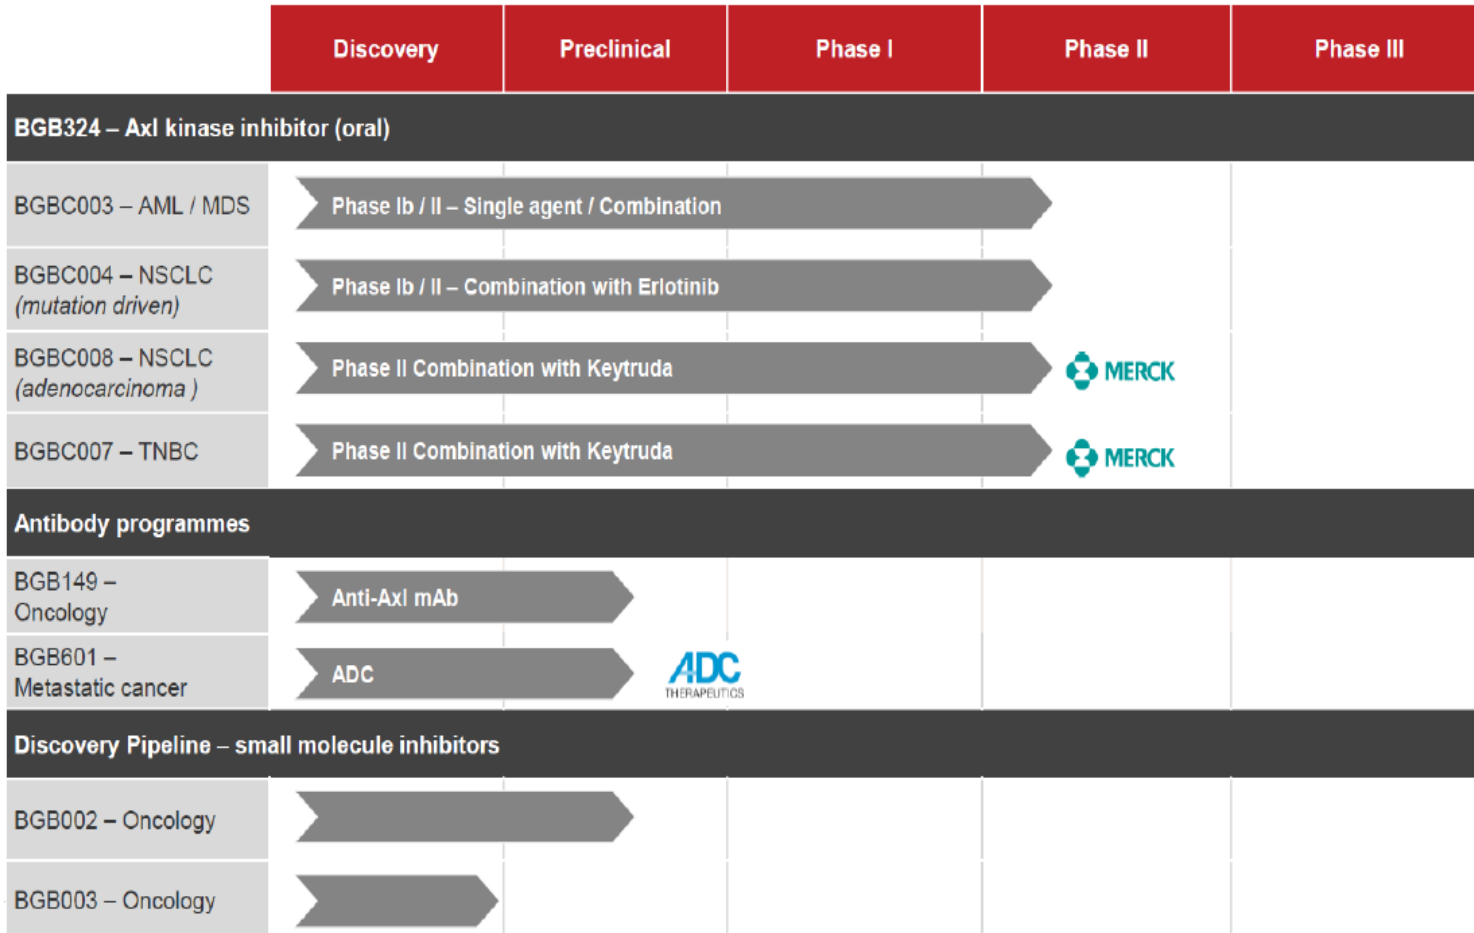 Discovery Preclinical Phase I Phase II Phase III
BGB324 – Axl kinase inhibitor (oral)
BGBC003 – AML / MDS
Phase Ib / II – Single agent / Combination
BGBC004 – NSCLC
(mutation driven)
Phase Ib / II – Combination with Erlotinib
BGBC008 – NSCLC
(adenocarcinoma )
Phase II Combination with Keytruda
MERCK
BGBC007 – TNBC
Phase II Combination with Keytruda
MERCK
Antibody programmes
BGB149 –
Oncology
Anti-Axl mAb
BGB601 –
Metastatic cancer
ADC
ADC
THERAPEUTICS
Discovery Pipeline – small molecule inhibitors
BGB002 – Oncology
BGB003 – Oncology